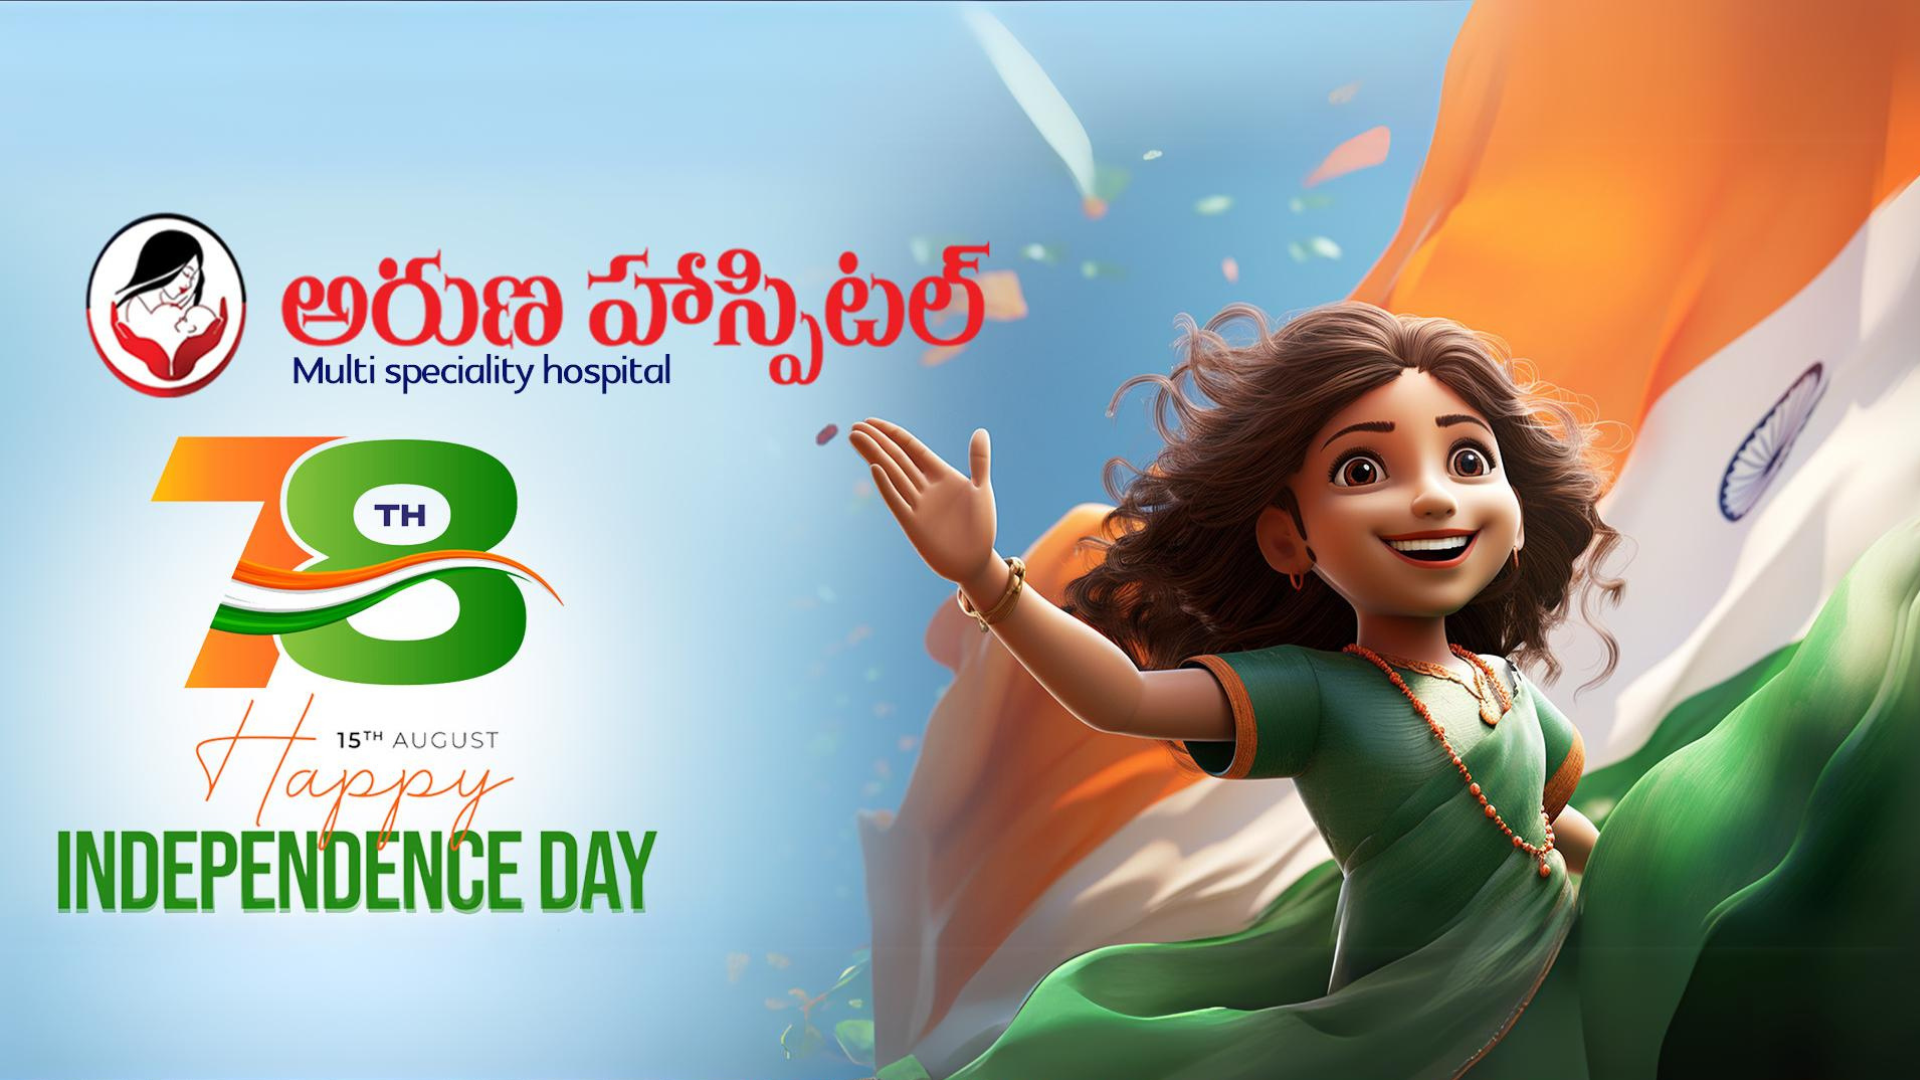 అరుణ హాస్పిటల్
Multi speciality hospital
78TH
15TH AUGUST
Happy
INDEPENDENCE DAY